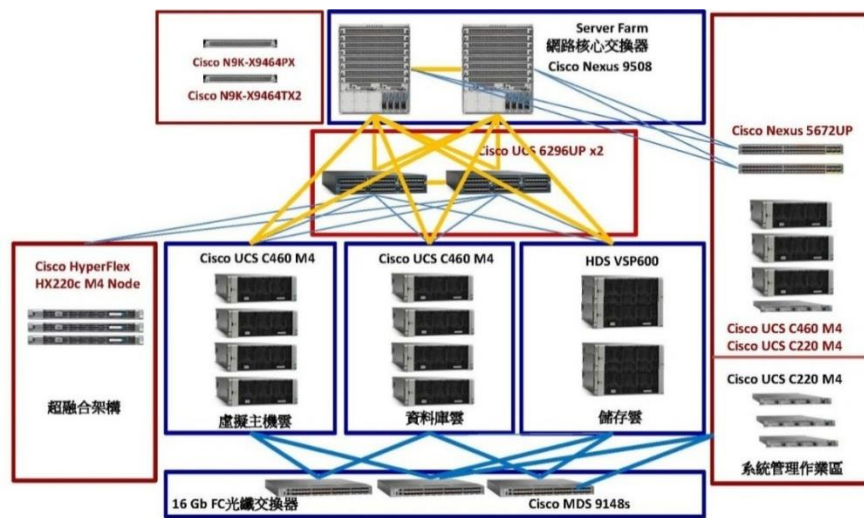 Cisco N9K-X9464PX
Cisco N9K-X9464TX2
Server Farm
網路核心交換器
Cisco Nexus 9508
Cisco Nexus 5672UP
Cisco UCS 6296UP x2
Cisco HyperFlex
HX220c M4 Node
超融合架構
Cisco UCS C460 M4
虛擬主機雲
Cisco UCS C460 M4
資料庫雲
HDS VSP600
儲存雲
Cisco UCS C460 M4
Cisco UCS C220 M4
Cisco UCS C220 M4
系統管理作業區
16 Gb FC光纖交換器
Cisco MDS 9148s